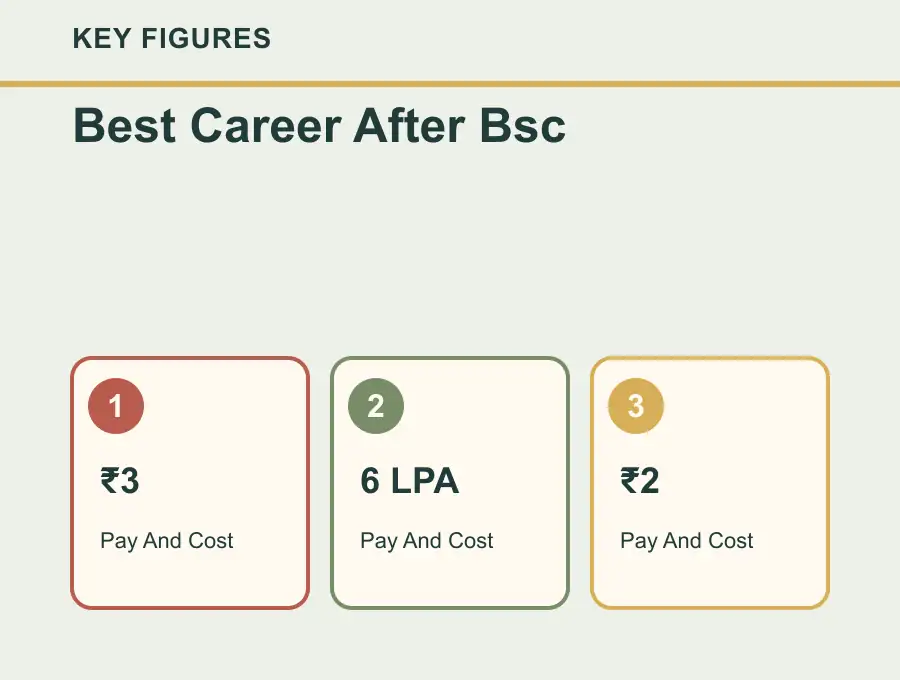 KEY FIGURES
Best Career After Bsc
1
₹3
Pay And Cost
2
6 LPA
Pay And Cost
3
₹2
Pay And Cost